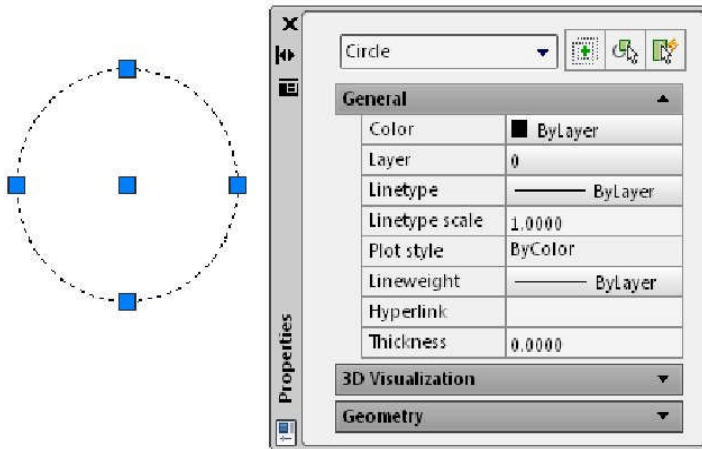 Circle
General
Color ByLayer
Layer 0
Linetype ByLayer
Linetype scale 1.0000
Plot style ByColor
Lineweight ByLayer
Hyperlink
Thickness 0.0000
3D Visualization
Geometry
Properties